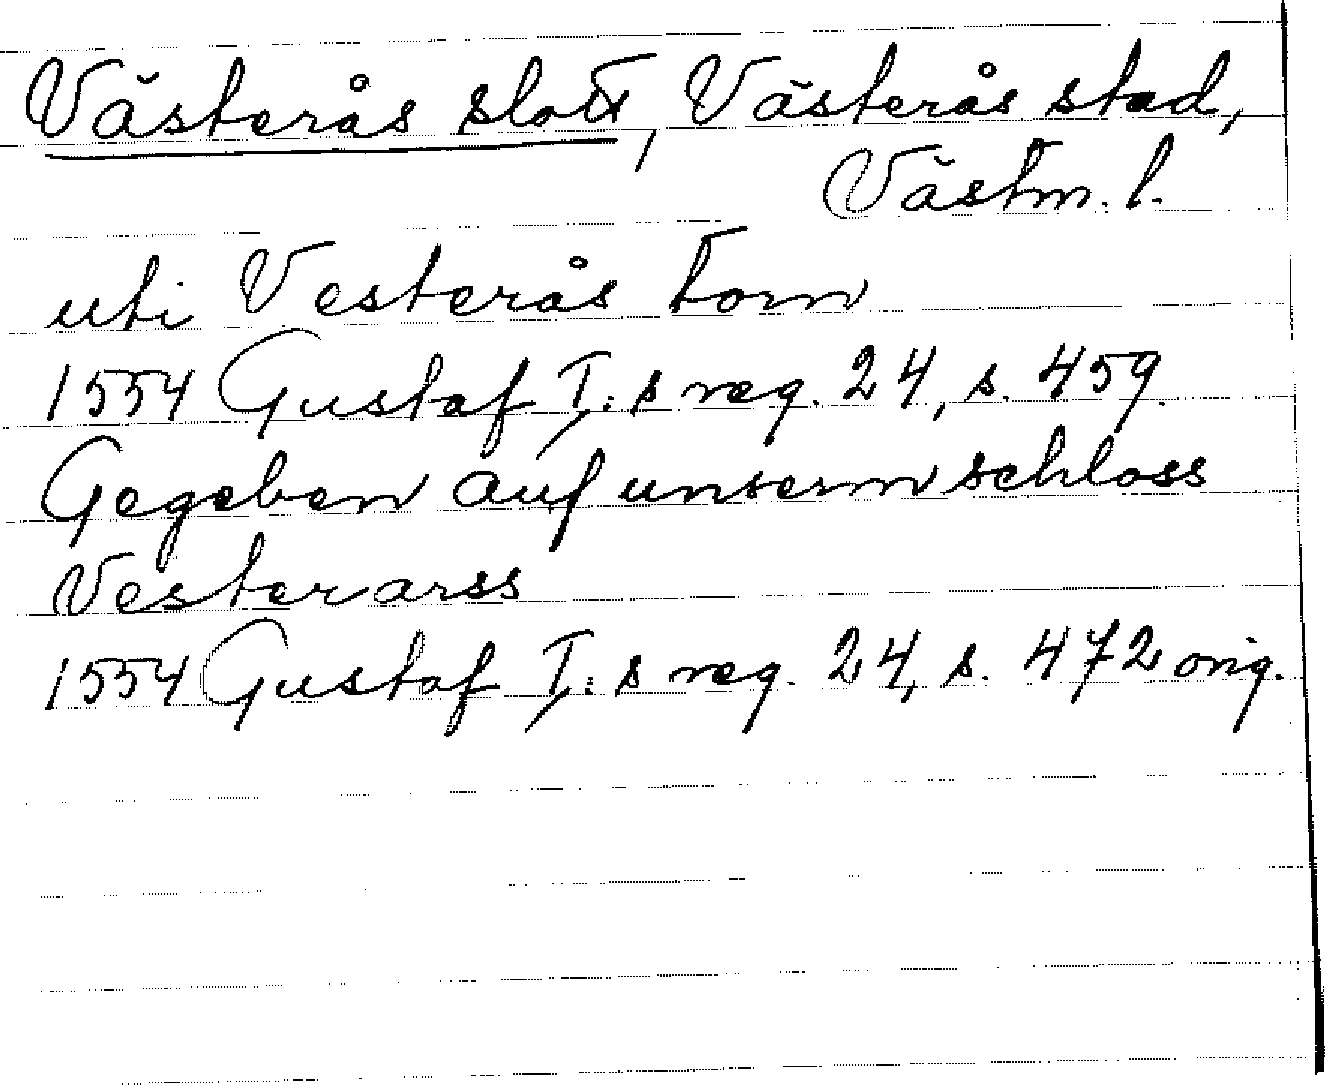 Västerås slott, Västerås stad,
Västm. l.
uti Vesterås torn
1554 Gustaf I:s reg. 24, s. 459.
Gegeben auf unserm schloss
Vesterarss
1554 Gustaf I:s reg. 24, s. 472 orig.